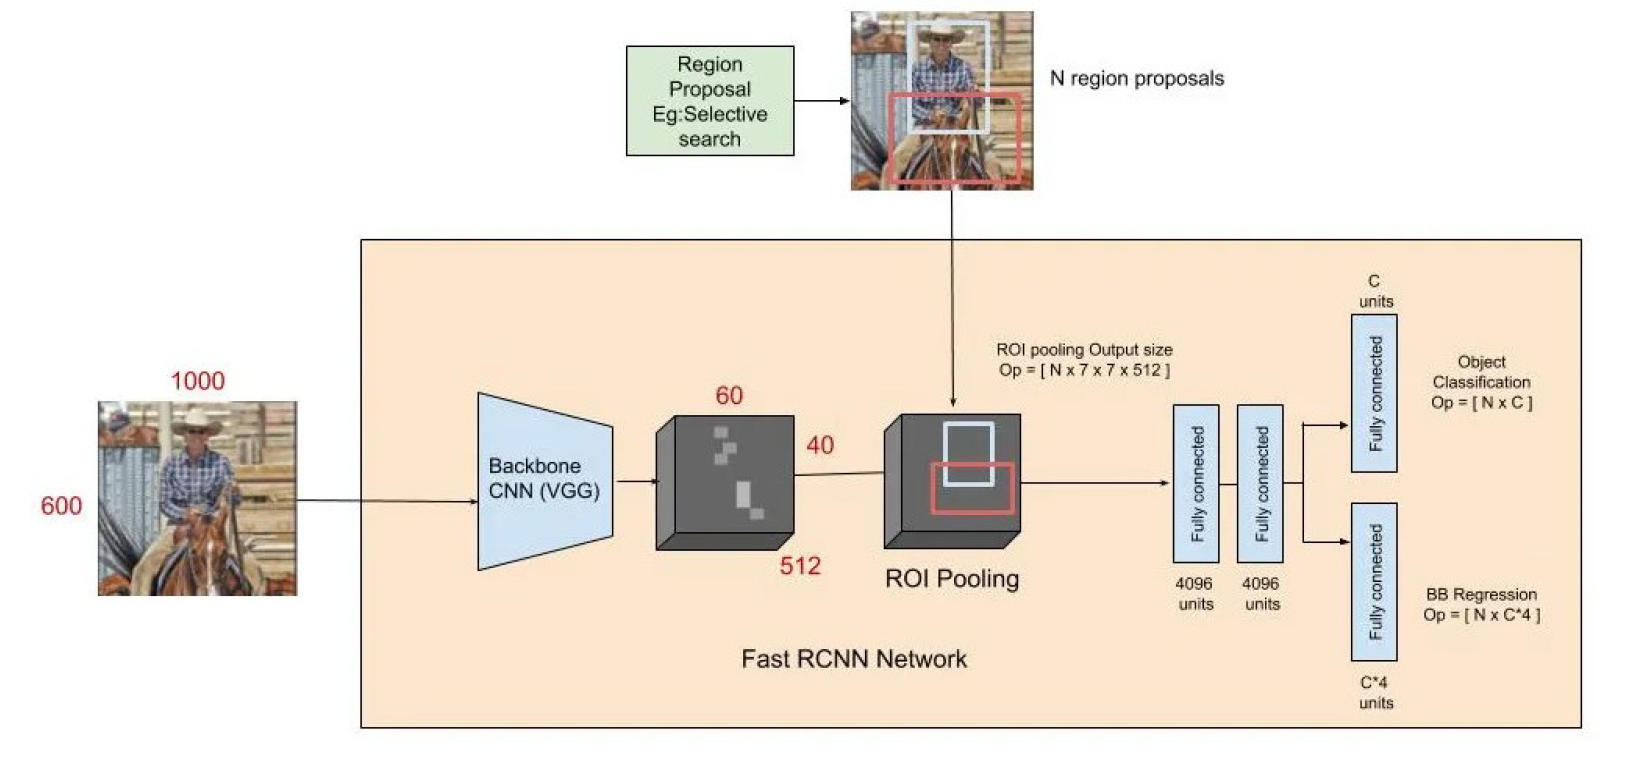 Region
Proposal
Eg:Selective
search
N region proposals
1000
600
Backbone
CNN (VGG)
60
40
512
ROI pooling Output size
Op = [ N x 7 x 7 x 512 ]
ROI Pooling
Fully connected
4096
units
Fully connected
4096
units
C
units
Fully connected
Object
Classification
Op = [ N x C ]
Fully connected
C*4
units
BB Regression
Op = [ N x C*4 ]
Fast RCNN Network